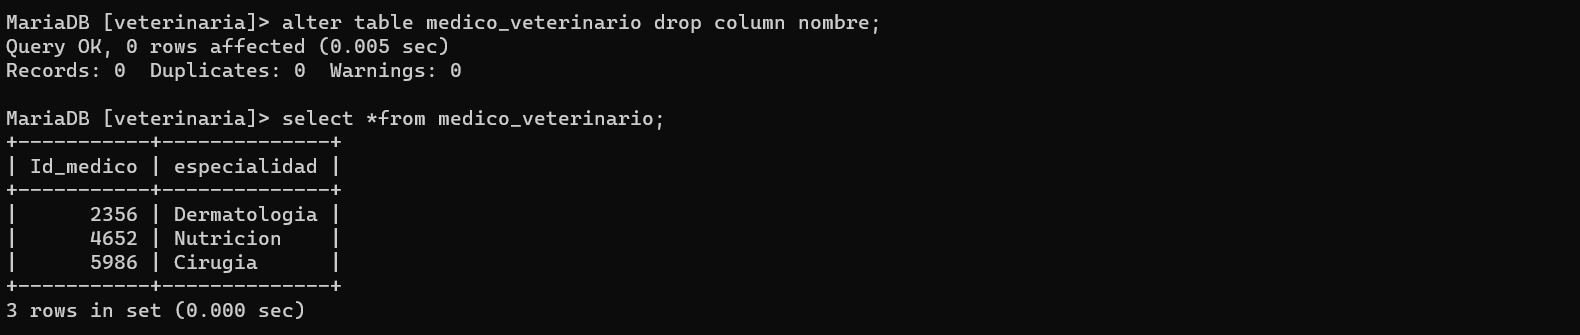 MariaDB [veterinaria]> alter table medico_veterinario drop column nombre;
Query OK, 0 rows affected (0.005 sec)
Records: 0  Duplicates: 0  Warnings: 0

MariaDB [veterinaria]> select *from medico_veterinario;
+-----------+--------------+
| Id_medico | especialidad |
+-----------+--------------+
|      2356 | Dermatologia |
|      4652 | Nutricion    |
|      5986 | Cirugia      |
+-----------+--------------+
3 rows in set (0.000 sec)